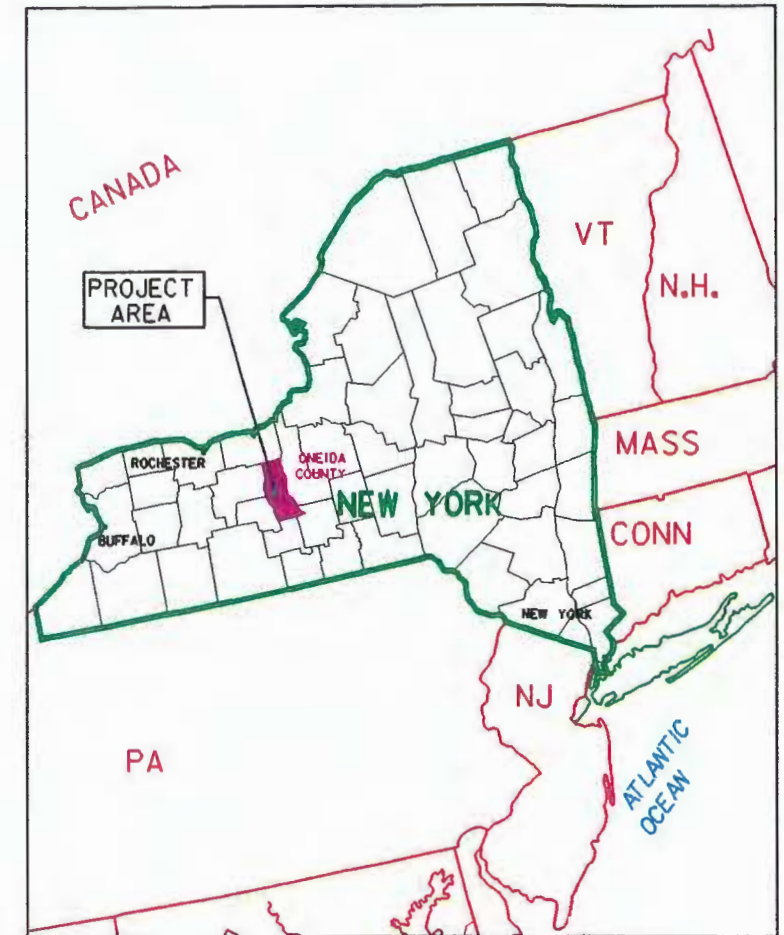 CANADA
VT
N.H.
PROJECT
AREA
MASS
ROCHESTER
ONEIDA
COUNTY
NEW YORK
CONN
BUFFALO
NEW YORK
NJ
PA
ATLANTIC
OCEAN